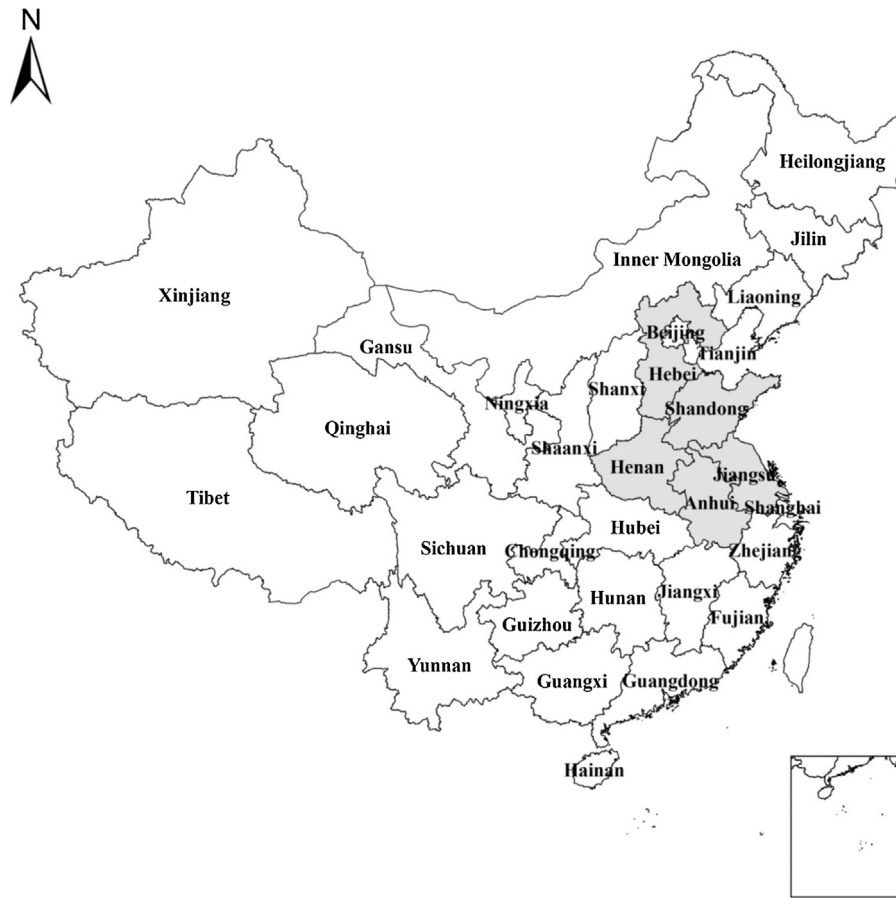 N
Heilongjiang
Jilin
Inner Mongolia
Liaoning
Xinjiang
Beijing
Gansu
Tianjin
Hebei
Shanxi
Ningxia
Shandong
Qinghai
Shaanxi
Henan
Jiangsu
Tibet
Anhui
Shanghai
Hubei
Sichuan
Chongqing
Zhejiang
Hunan
Jiangxi
Guizhou
Fujian
Yunnan
Guangxi
Guangdong
Hainan